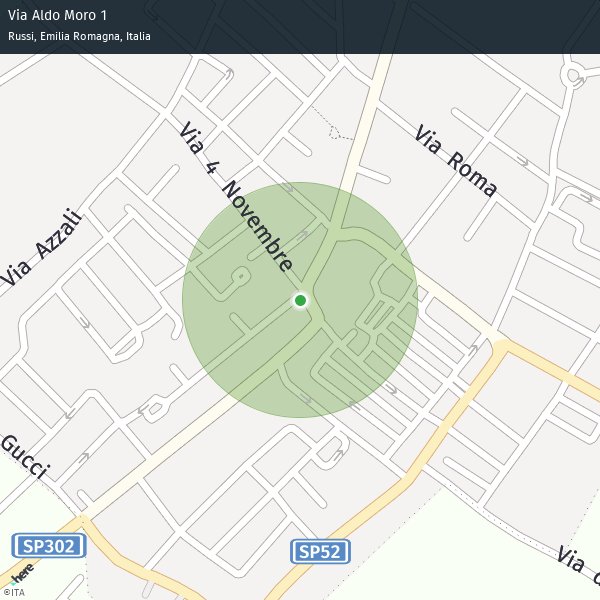 Via Aldo Moro 1
Russi, Emilia Romagna, Italia
Via 4 Novembre
Via Roma
Via Azzali
Gucci
SP302
SP52
Via d
here
©ITA